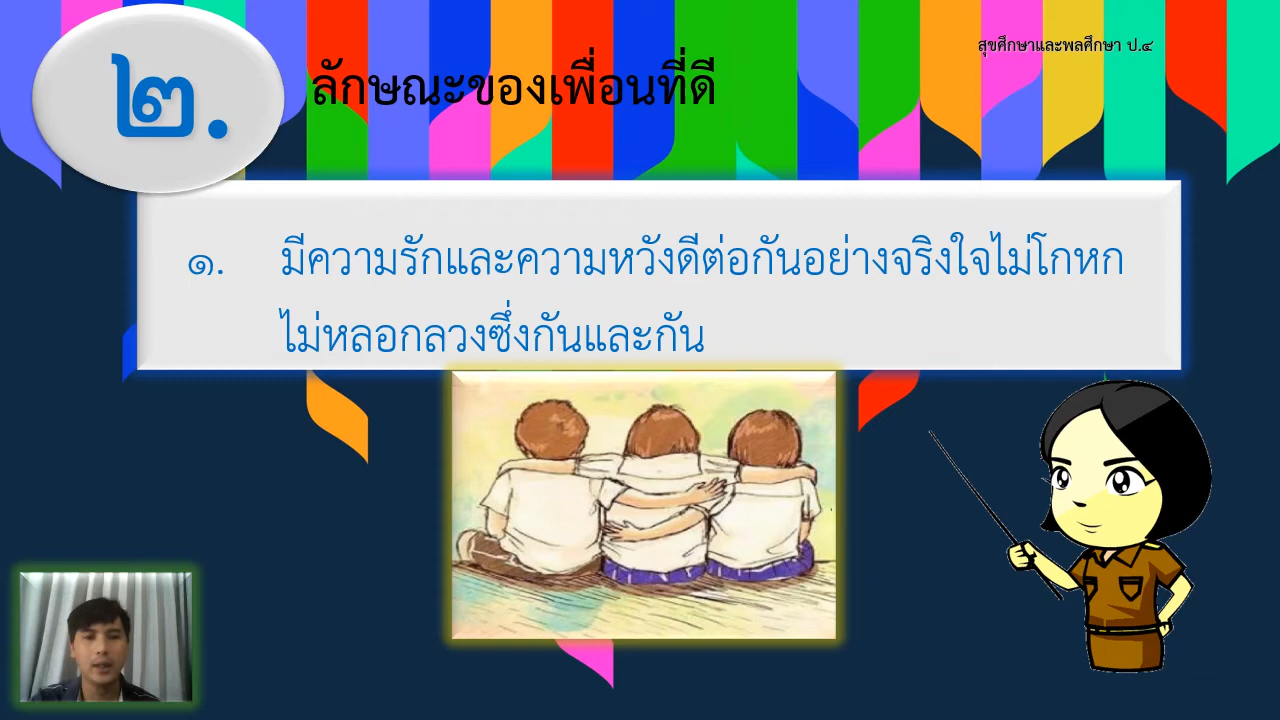 สุขศึกษาและพลศึกษา ป.๔
๒. ลักษณะของเพื่อนที่ดี
๑. มีความรักและความหวังดีต่อกันอย่างจริงใจไม่โกหก
ไม่หลอกลวงซึ่งกันและกัน